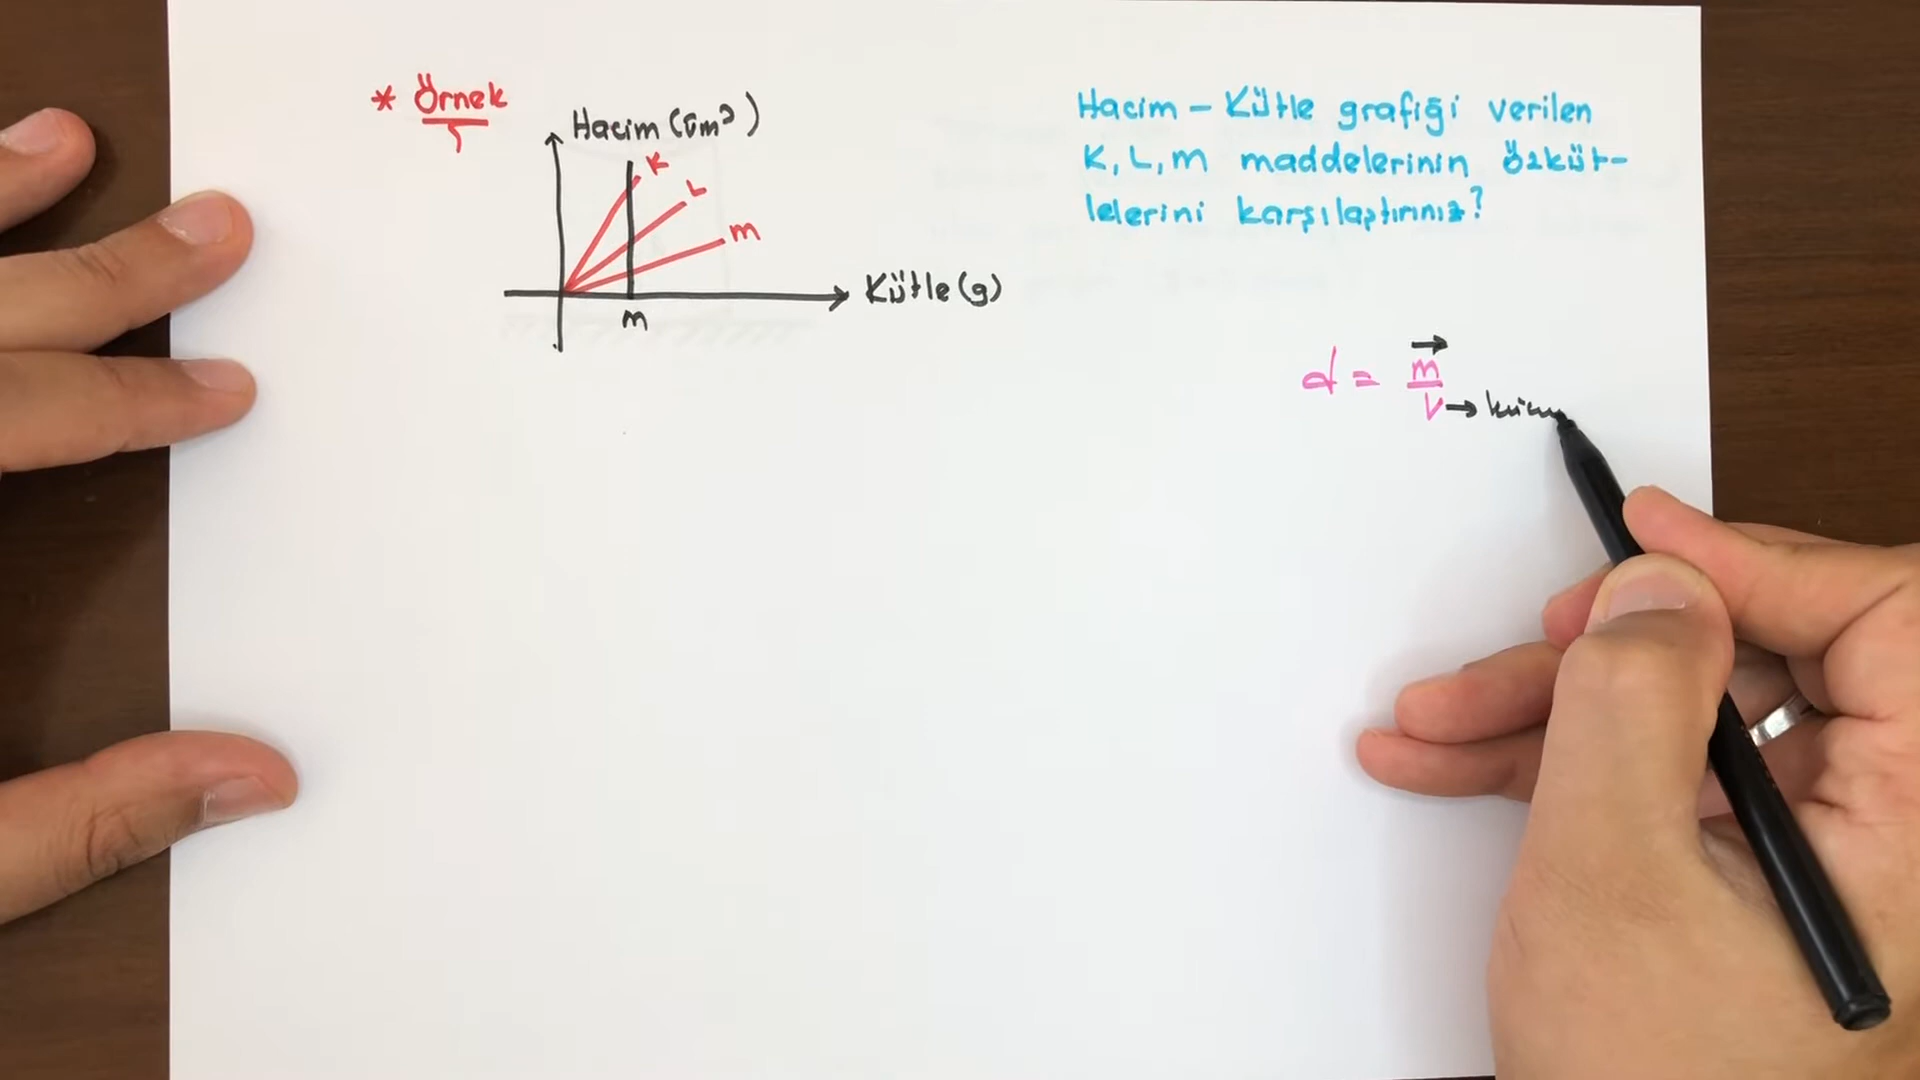 * Örnek
Hacim (cm³)
K
L
m
Kütle (g)
m
Hacim – Kütle grafiği verilen
K, L, m maddelerinin özküt-
lelerini karşılaştırınız?
d = m/V →